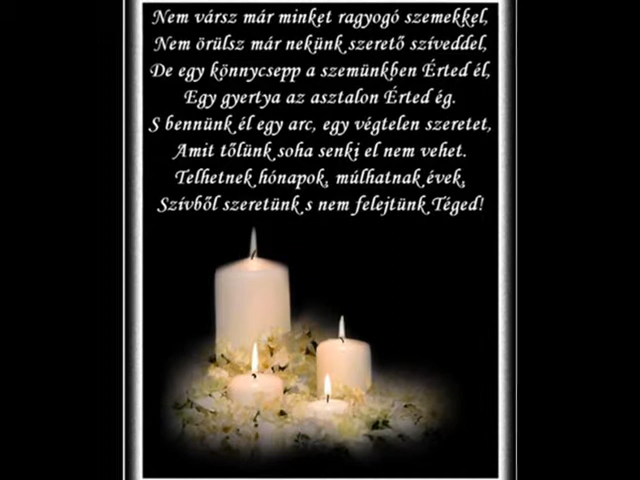 Nem vársz már minket ragyogó szemekkel,
Nem örülsz már nekünk szerető szíveddel,
De egy könnycsepp a szemünkben Érted él,
Egy gyertya az asztalon Érted ég.
S bennünk él egy arc, egy végtelen szeretet,
Amit tőlünk soha senki el nem vehet.
Telhetnek hónapok, múlhatnak évek,
Szívből szeretünk s nem felejtünk Téged!